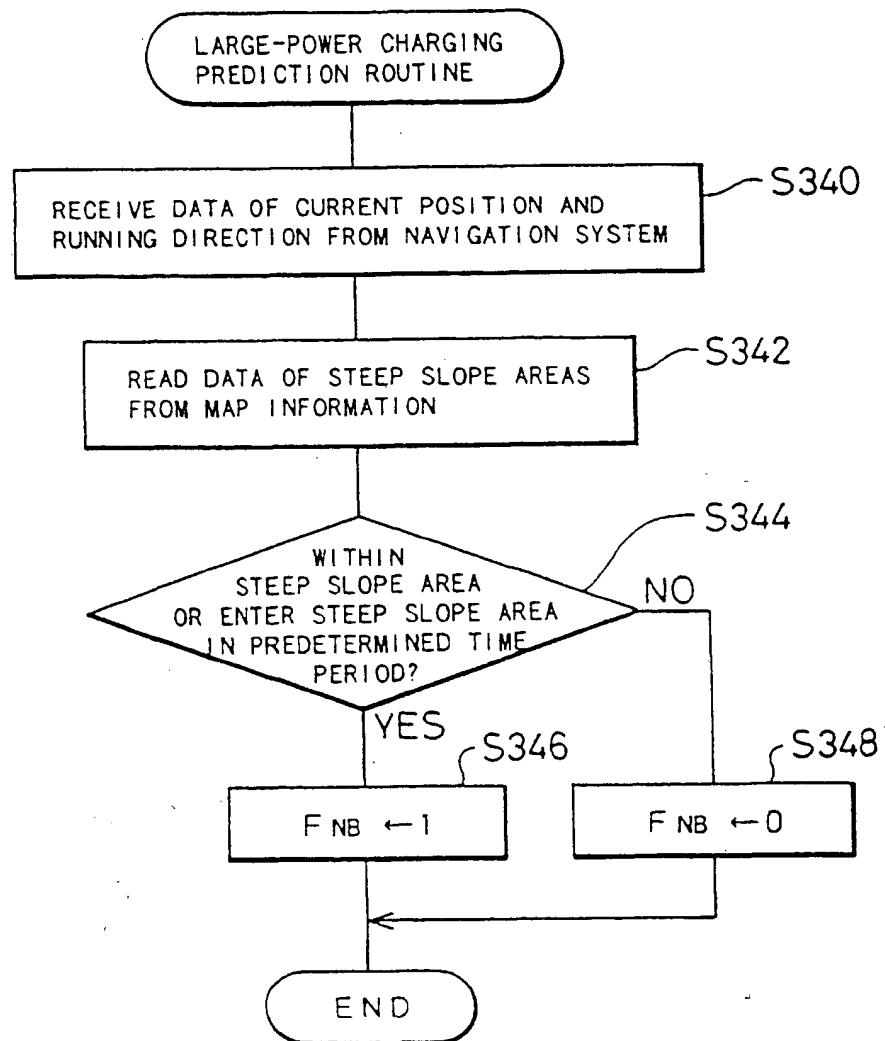 LARGE-POWER CHARGING
PREDICTION ROUTINE
S340
RECEIVE DATA OF CURRENT POSITION AND
RUNNING DIRECTION FROM NAVIGATION SYSTEM
S342
READ DATA OF STEEP SLOPE AREAS
FROM MAP INFORMATION
S344
WITHIN
STEEP SLOPE AREA
OR ENTER STEEP SLOPE AREA
IN PREDETERMINED TIME
PERIOD?
NO
YES
S346
S348
F NB ←1
F NB ←0
END